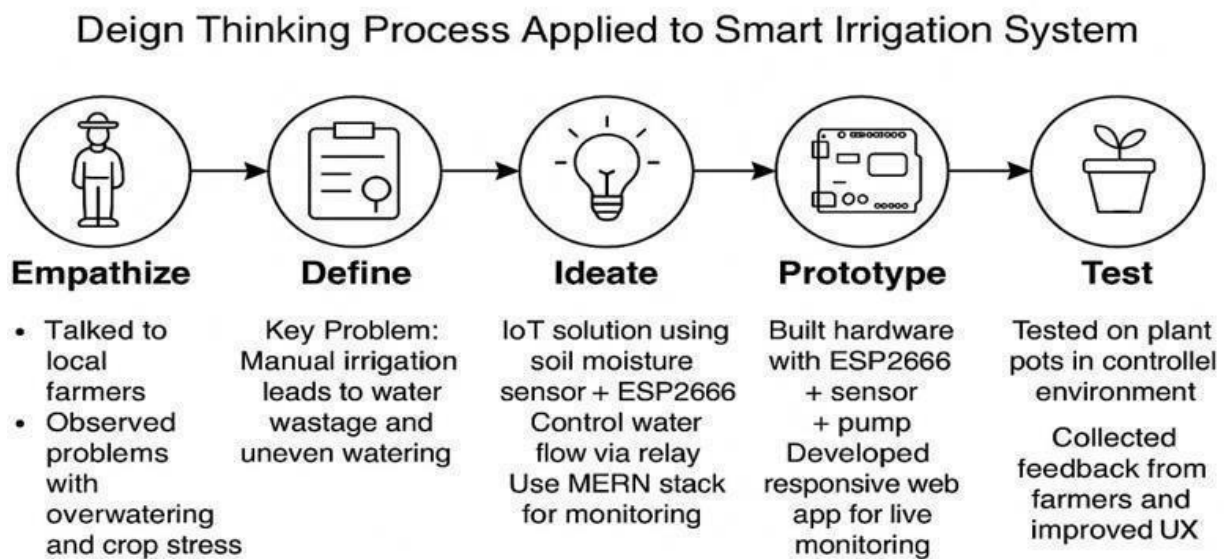 Deign Thinking Process Applied to Smart Irrigation System
Empathize
• Talked to
local
farmers
• Observed
problems
with
overwatering
and crop stress
Define
Key Problem:
Manual irrigation
leads to water
wastage and
uneven watering
Ideate
IoT solution using
soil moisture
sensor + ESP2666
Control water
flow via relay
Use MERN stack
for monitoring
Prototype
Built hardware
with ESP2666
+ sensor
+ pump
Developed
responsive web
app for live
monitoring
Test
Tested on plant
pots in controllel
environment
Collected
feedback from
farmers and
improved UX